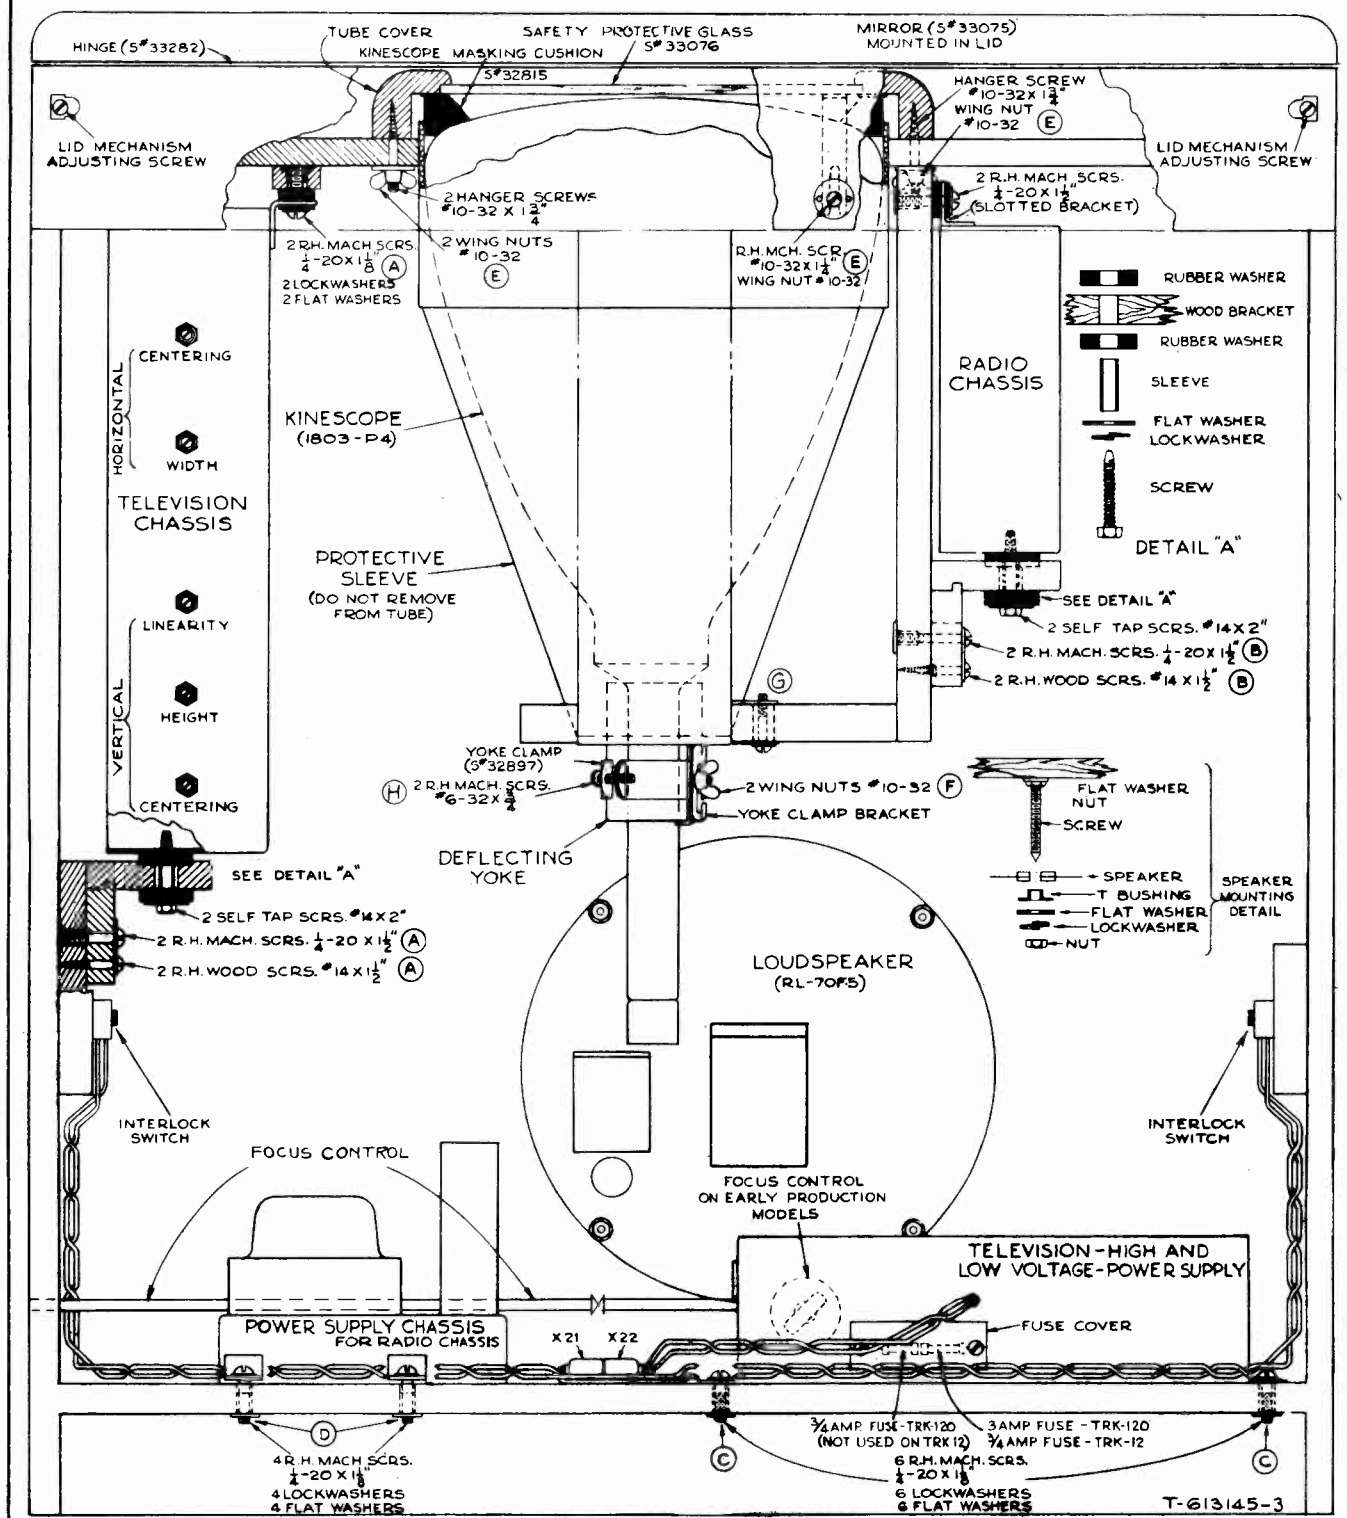 HINGE (S#33282)
TUBE COVER
KINESCOPE MASKING CUSHION
S#32815
SAFETY PROTECTIVE GLASS
S#33076
MIRROR (S#33075)
MOUNTED IN LID
LID MECHANISM
ADJUSTING SCREW
HANGER SCREW
#10-32 X 1 3/4"
WING NUT
#10-32 E
LID MECHANISM
ADJUSTING SCREW
2 HANGER SCREWS
#10-32 X 1 3/4
2 R.H. MACH. SCRS.
1/4-20 X 1 1/2"
(SLOTTED BRACKET)
2 R.H. MACH SCRS.
1/4-20 X 1 1/8" A
2 LOCKWASHERS
2 FLAT WASHERS
2 WING NUTS
#10-32
E
R.H. MCH. SCR.
#10-32 X 1 1/4" E
WING NUT #10-32
RUBBER WASHER
WOOD BRACKET
RUBBER WASHER
SLEEVE
FLAT WASHER
LOCKWASHER
SCREW
DETAIL "A"
CENTERING
HORIZONTAL
WIDTH
TELEVISION
CHASSIS
LINEARITY
VERTICAL
HEIGHT
CENTERING
KINESCOPE
(1803-P4)
RADIO
CHASSIS
PROTECTIVE
SLEEVE
(DO NOT REMOVE
FROM TUBE)
SEE DETAIL "A"
2 SELF TAP SCRS. #14 X 2"
2 R.H. MACH. SCRS. 1/4-20 X 1 1/2" B
2 R.H. WOOD SCRS. #14 X 1 1/2" B
G
YOKE CLAMP
(S#32897)
H 2 R.H. MACH. SCRS.
#6-32 X 3/4
2 WING NUTS #10-32 F
YOKE CLAMP BRACKET
DEFLECTING
YOKE
FLAT WASHER
NUT
SCREW
SPEAKER
T BUSHING
FLAT WASHER
LOCKWASHER
NUT
SPEAKER
MOUNTING
DETAIL
SEE DETAIL "A"
2 SELF TAP SCRS. #14 X 2"
2 R.H. MACH. SCRS. 1/4-20 X 1 1/2" A
2 R.H. WOOD SCRS. #14 X 1 1/2" A
LOUDSPEAKER
(RL-70F5)
INTERLOCK
SWITCH
INTERLOCK
SWITCH
FOCUS CONTROL
FOCUS CONTROL
ON EARLY PRODUCTION
MODELS
TELEVISION-HIGH AND
LOW VOLTAGE-POWER SUPPLY
POWER SUPPLY CHASSIS
FOR RADIO CHASSIS
X21 X22
FUSE COVER
D
4 R.H. MACH SCRS.
1/4-20 X 1 1/8"
4 LOCKWASHERS
4 FLAT WASHERS
C
3/4 AMP. FUSE-TRK-120
(NOT USED ON TRK 12)
3 AMP FUSE - TRK-120
3/4 AMP FUSE - TRK-12
6 R.H. MACH. SCRS.
1/4-20 X 1 1/8"
6 LOCKWASHERS
6 FLAT WASHERS
C
T-613145-3